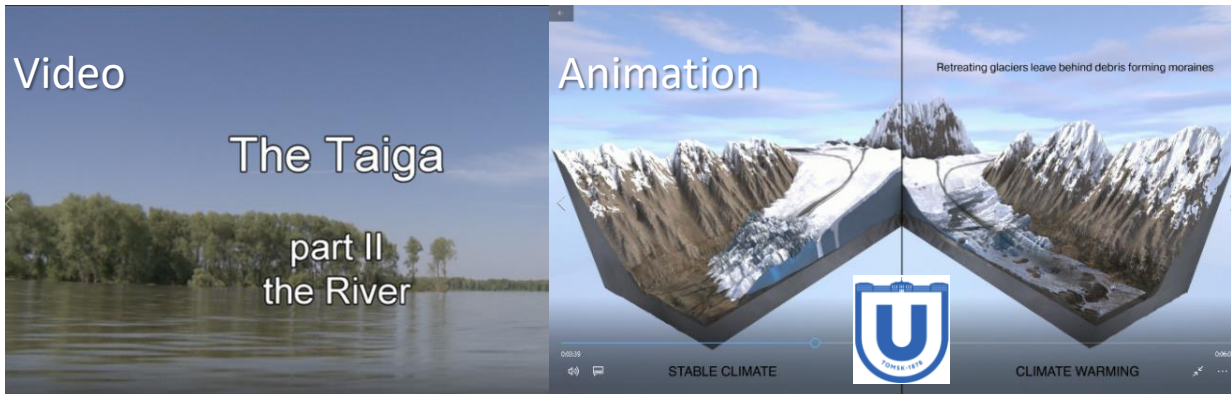 Video
The Taiga
part II
the River
Animation
Retreating glaciers leave behind debris forming moraines
0:03:39
STABLE CLIMATE
CLIMATE WARMING
U
TOMSK·1878